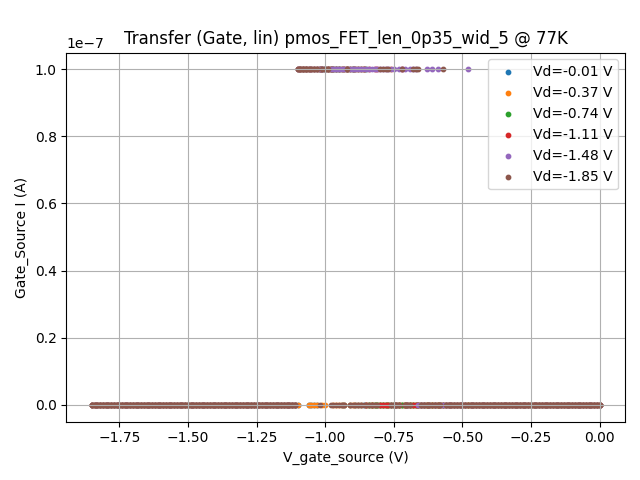 Transfer (Gate, lin) pmos_FET_len_0p35_wid_5 @ 77K
1e−7
1.0
0.8
0.6
0.4
0.2
0.0
Gate_Source I (A)
Vd=-0.01 V
Vd=-0.37 V
Vd=-0.74 V
Vd=-1.11 V
Vd=-1.48 V
Vd=-1.85 V
−1.75 −1.50 −1.25 −1.00 −0.75 −0.50 −0.25 0.00
V_gate_source (V)